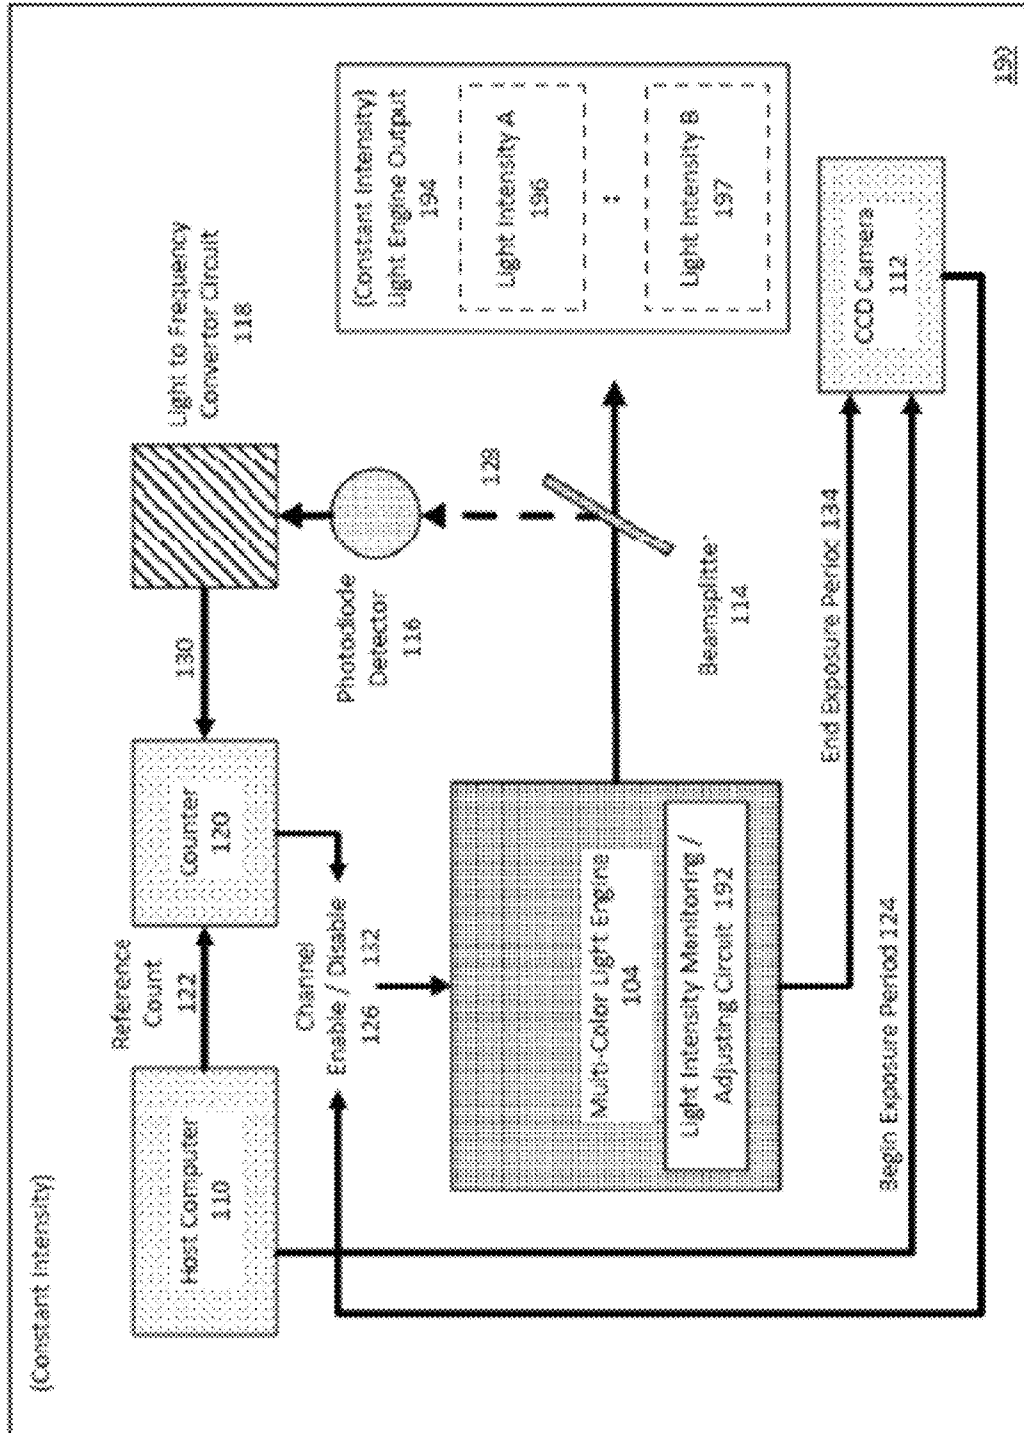 (Constant Intensity)
Host Computer
110
Reference
Count
122
Counter
120
130
Light to Frequency
Convertor Circuit
118
Channel
Enable / Disable
126
132
Photodiode
Detector
116
128
Multi-Color Light Engine
104
Light Intensity Monitoring /
Adjusting Circuit 192
Beamsplitte
114
(Constant Intensity)
Light Engine Output
194
Light Intensity A
196
:
Light Intensity B
197
End Exposure Period 134
Begin Exposure Period 124
CCD Camera
112
190